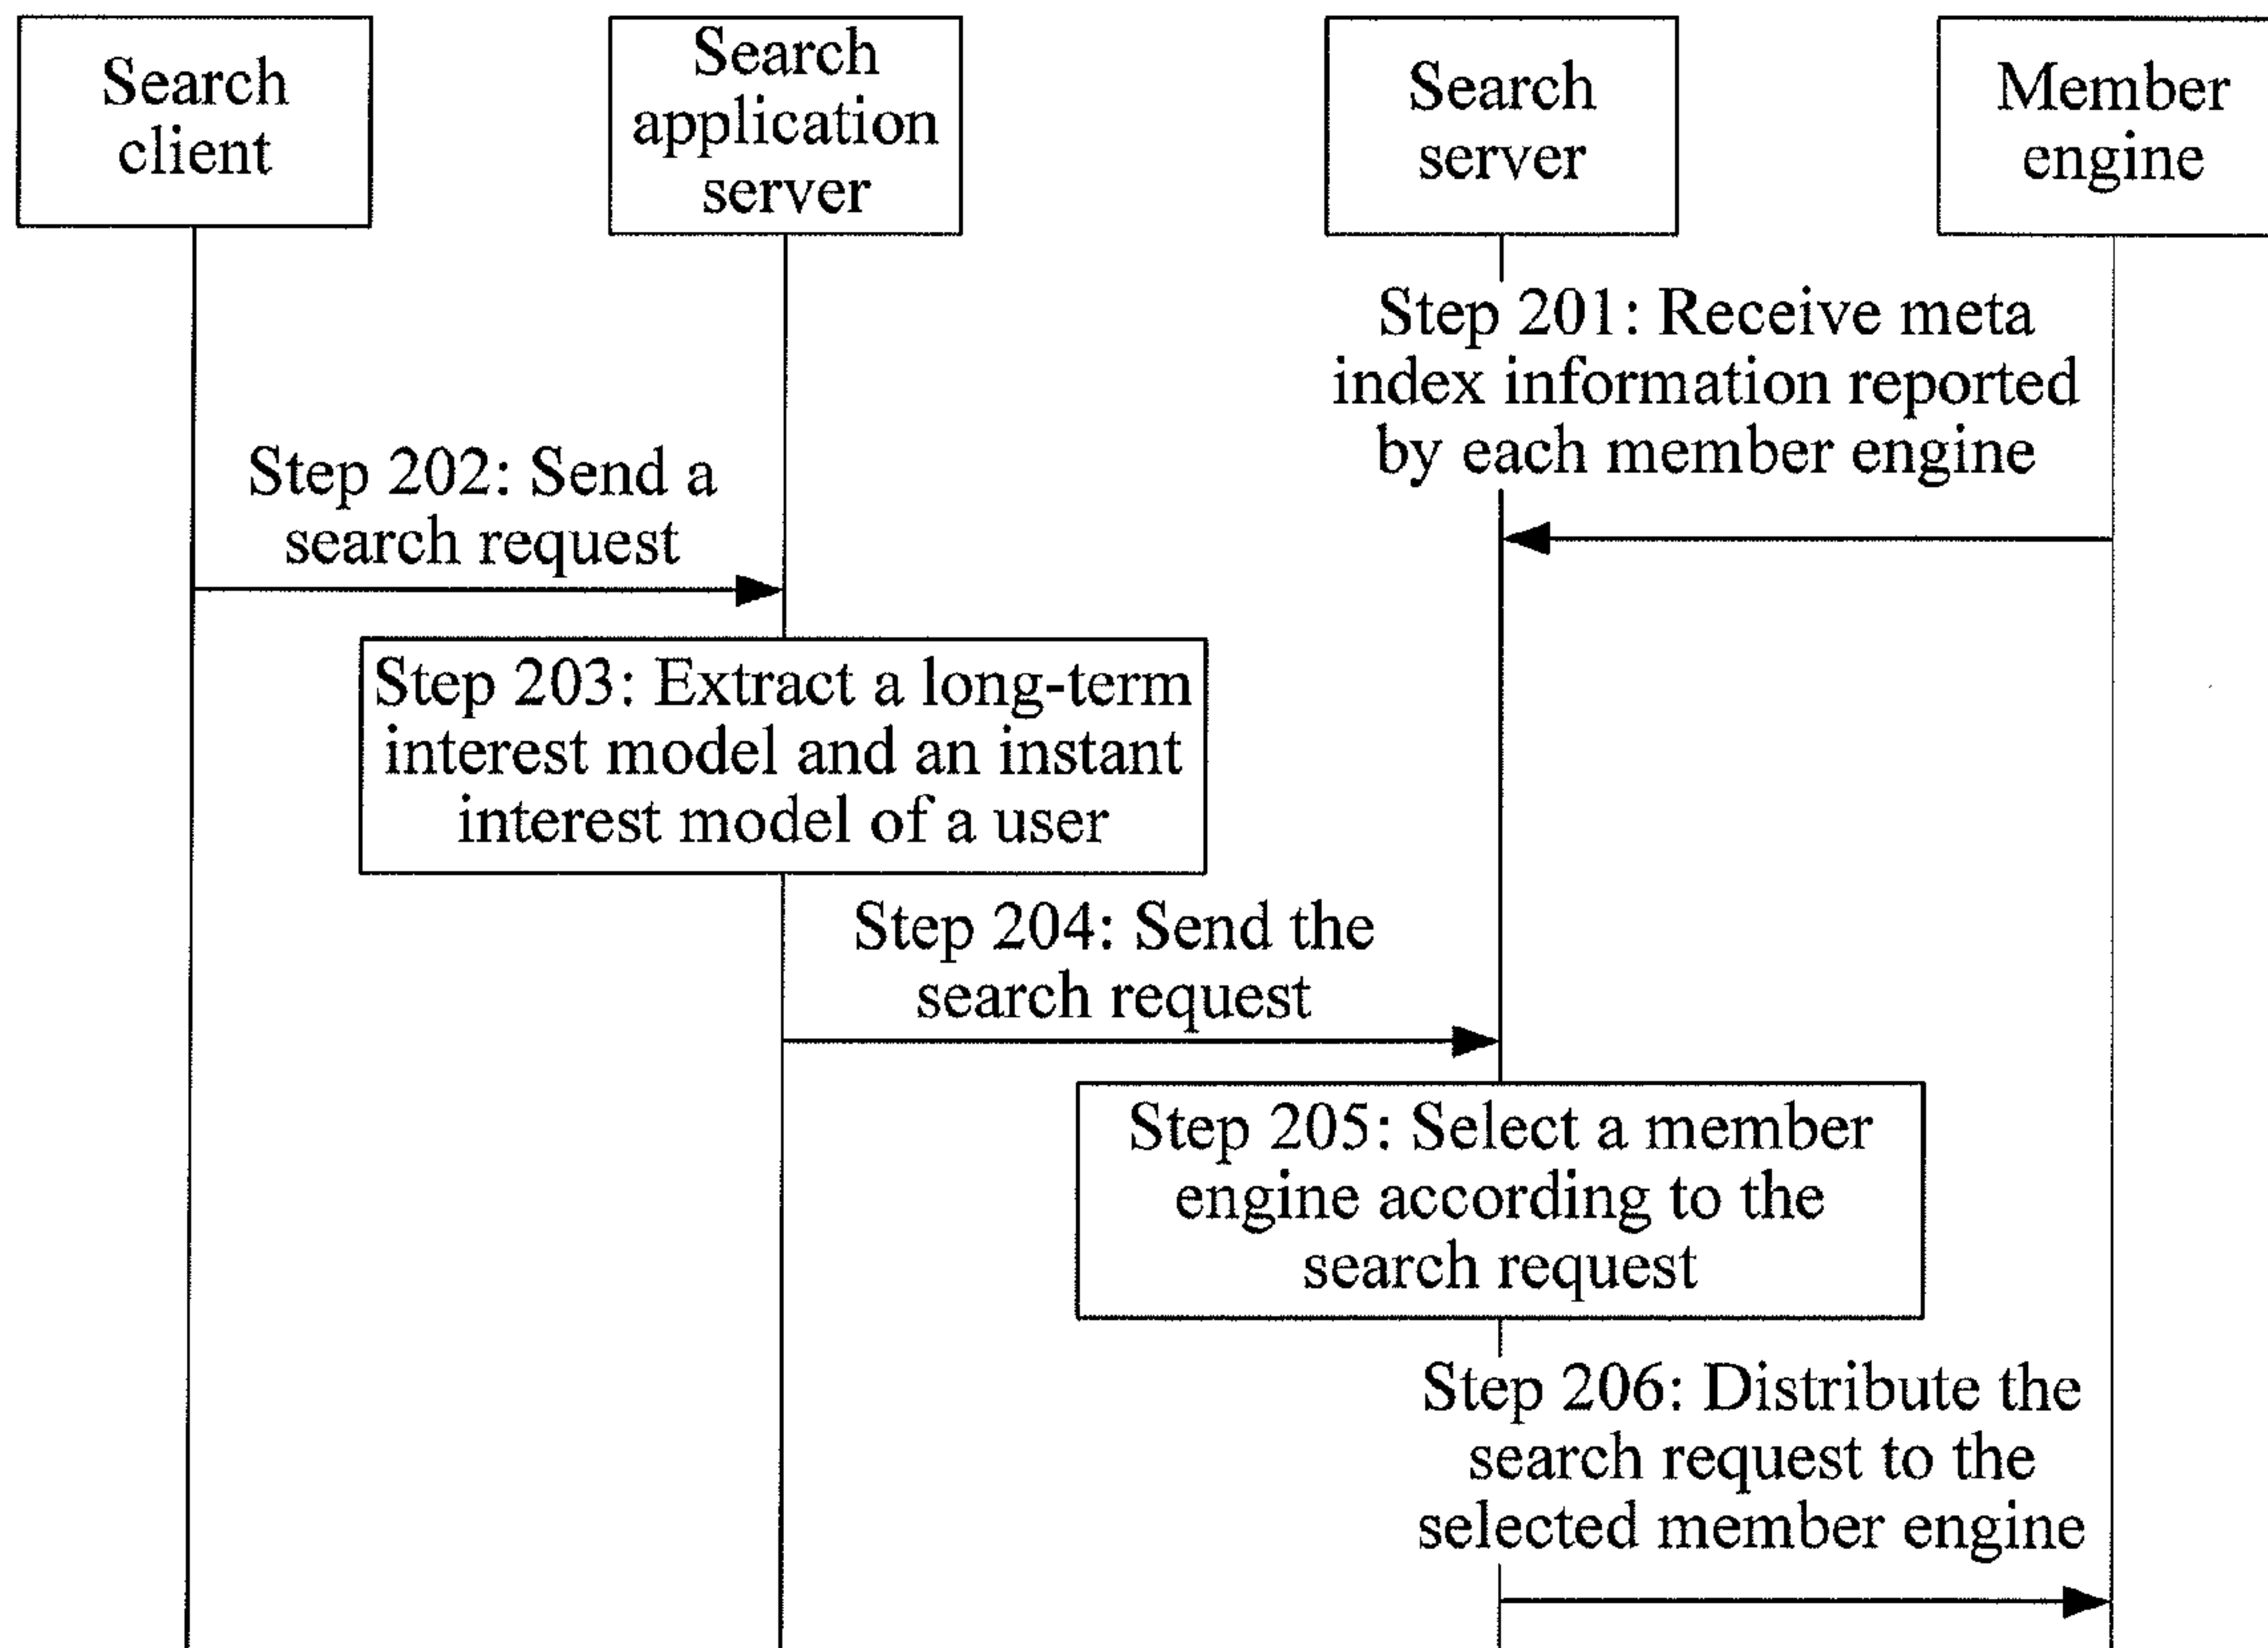 Search
client
Search
application
server
Search
server
Member
engine
Step 201: Receive meta
index information reported
by each member engine
Step 202: Send a
search request
Step 203: Extract a long-term
interest model and an instant
interest model of a user
Step 204: Send the
search request
Step 205: Select a member
engine according to the
search request
Step 206: Distribute the
search request to the
selected member engine